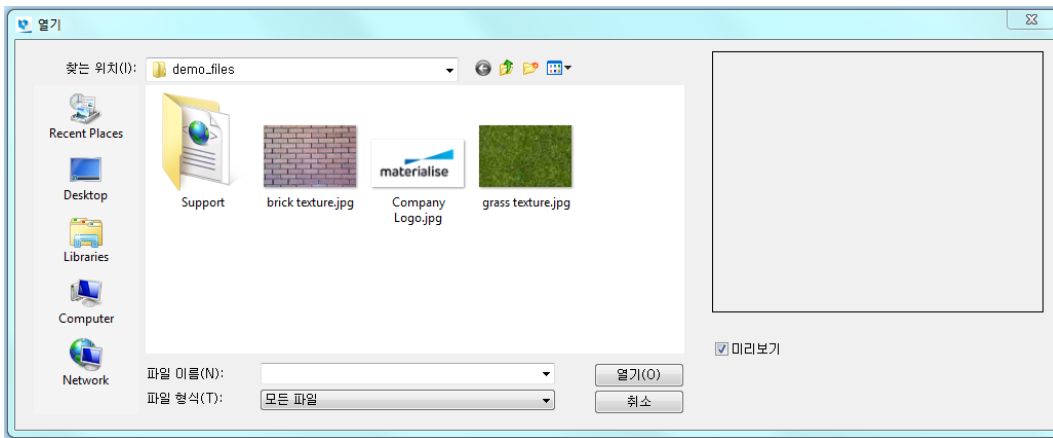 열기
찾는 위치(I):
demo_files
Recent Places
Desktop
Libraries
Computer
Network
Support
brick texture.jpg
materialise
Company
Logo.jpg
grass texture.jpg
미리보기
파일 이름(N):
열기(O)
파일 형식(T):
모든 파일
취소